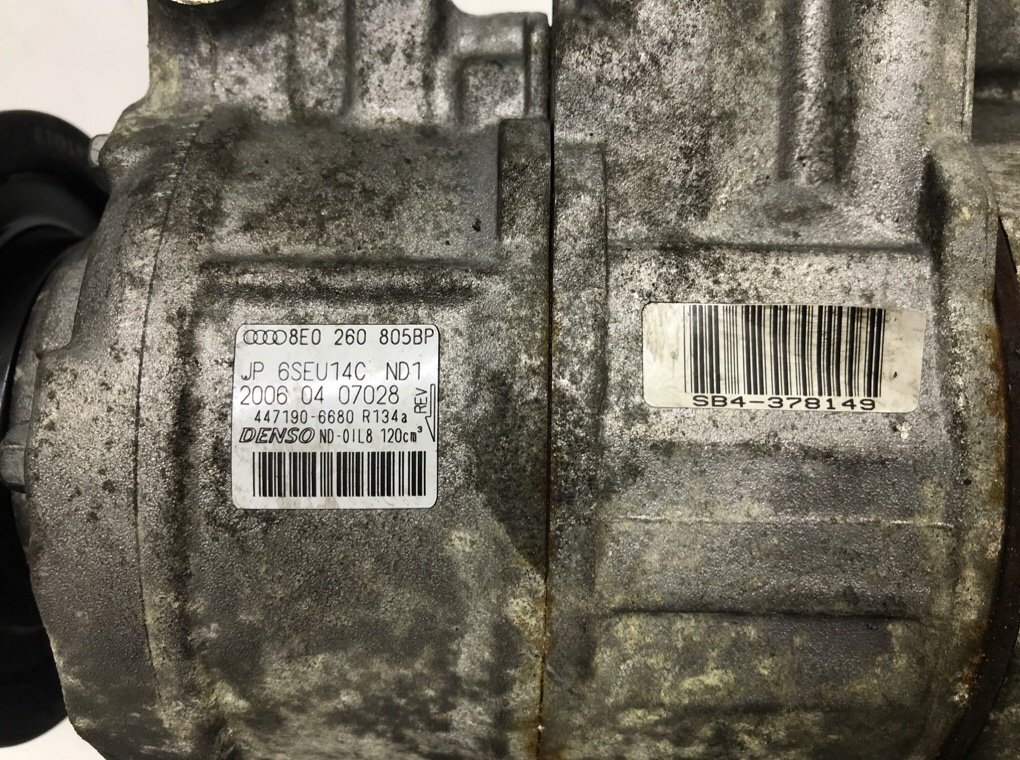 8E0 260 805BP
JP 6SEU14C ND1
2006 04 07028
REV
447190-6680 R134a
DENSO ND-OIL8 120cm³
SB4-378149